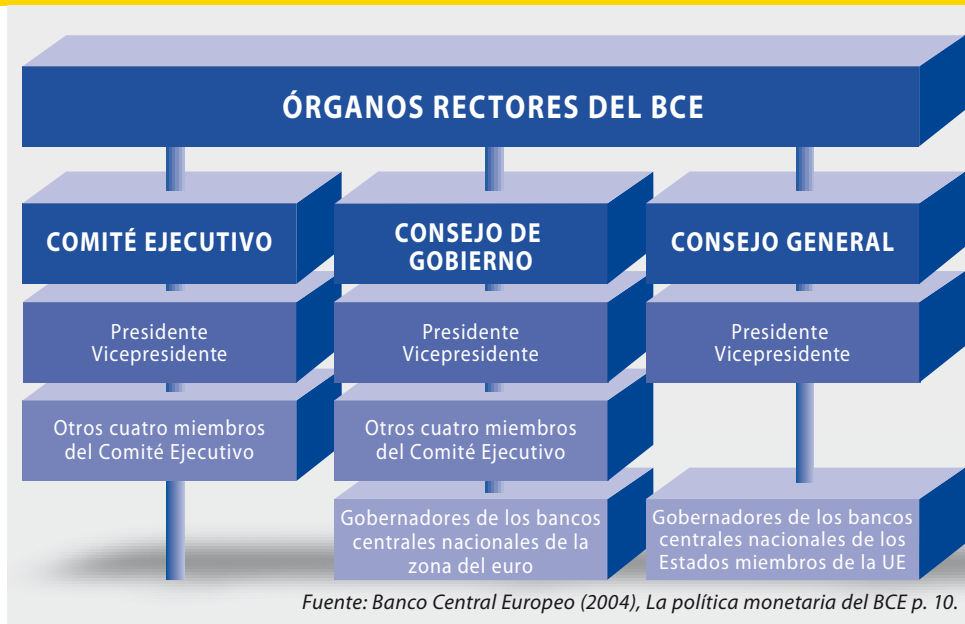 ÓRGANOS RECTORES DEL BCE
COMITÉ EJECUTIVO
Presidente
Vicepresidente
Otros cuatro miembros
del Comité Ejecutivo
CONSEJO DE
GOBIERNO
Presidente
Vicepresidente
Otros cuatro miembros
del Comité Ejecutivo
Gobernadores de los bancos
centrales nacionales de la
zona del euro
CONSEJO GENERAL
Presidente
Vicepresidente
Gobernadores de los bancos
centrales nacionales de los
Estados miembros de la UE
Fuente: Banco Central Europeo (2004), La política monetaria del BCE p. 10.